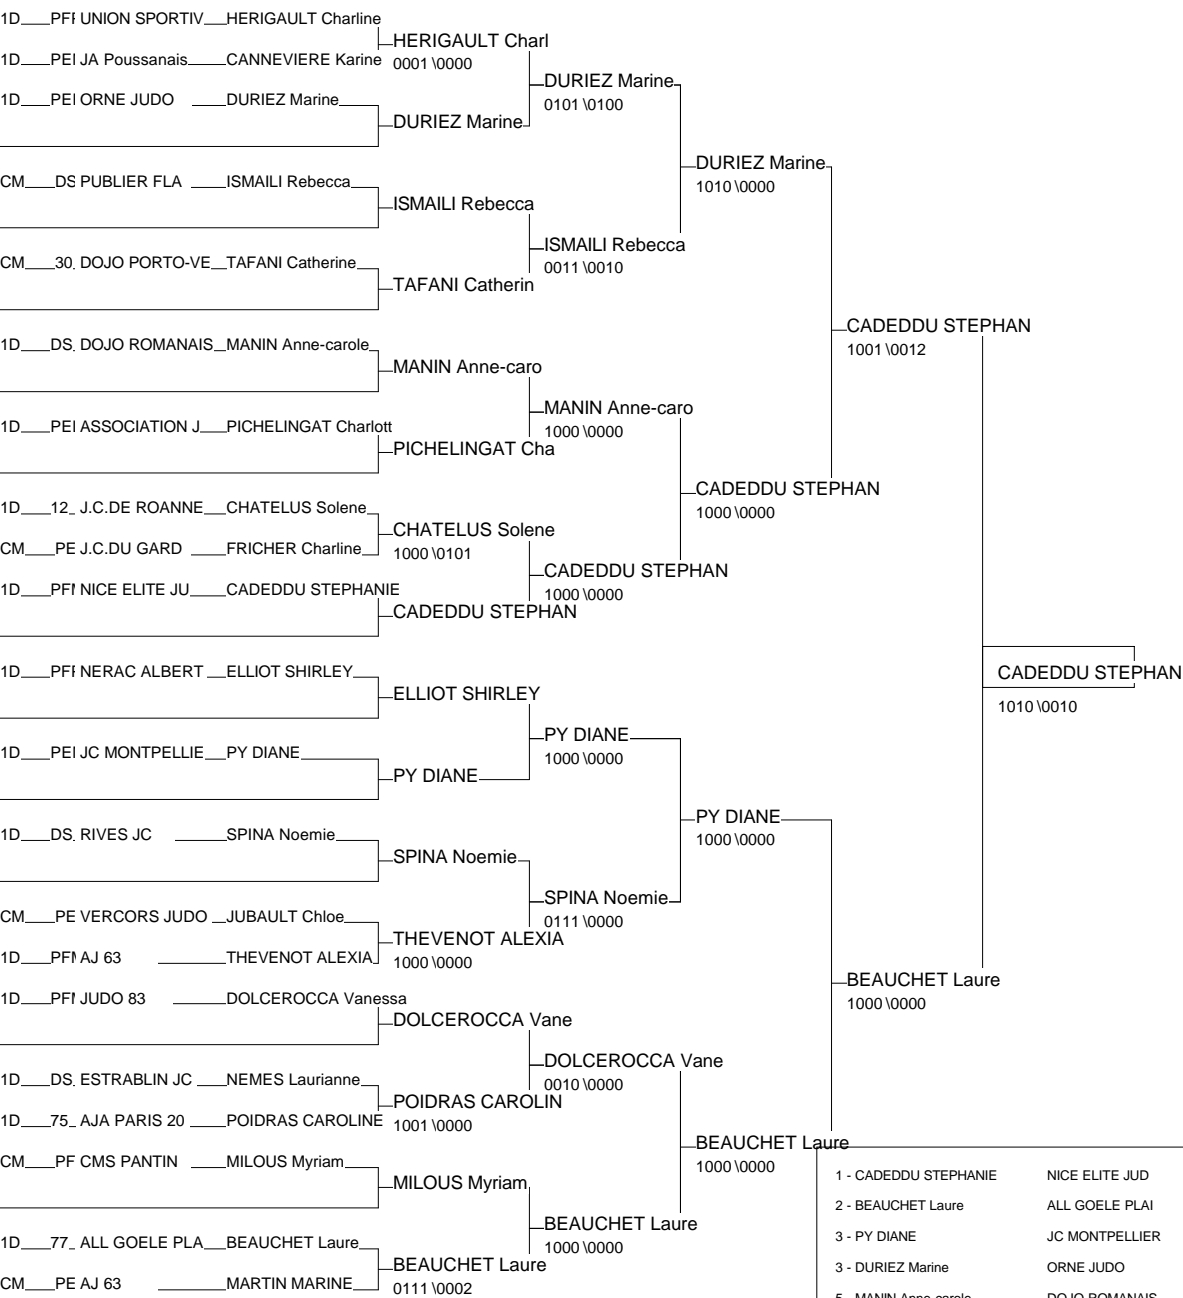 1D PFF UNION SPORTIV HERIGAULT Charline
HERIGAULT Charl
1D PEI JA Poussanais CANNEVIERE Karine
0001 \0000
DURIEZ Marine
1D PEI ORNE JUDO DURIEZ Marine
0101 \0100
DURIEZ Marine
DURIEZ Marine
CM DS PUBLIER FLA ISMAILI Rebecca
1010 \0000
ISMAILI Rebecca
ISMAILI Rebecca
CM 30 DOJO PORTO-VE TAFANI Catherine
0011 \0010
TAFANI Catherin
CADEDDU STEPHAN
1D DS DOJO ROMANAIS MANIN Anne-carole
1001 \0012
MANIN Anne-caro
MANIN Anne-caro
1D PEI ASSOCIATION J PICHELINGAT Charlott
1000 \0000
PICHELINGAT Cha
CADEDDU STEPHAN
1D 12 J.C.DE ROANNE CHATELUS Solene
1000 \0000
CHATELUS Solene
CM PE J.C.DU GARD FRICHER Charline
1000 \0101
CADEDDU STEPHAN
1D PFI NICE ELITE JU CADEDDU STEPHANIE
1000 \0000
CADEDDU STEPHAN
1D PFF NERAC ALBERT ELLIOT SHIRLEY
CADEDDU STEPHAN
ELLIOT SHIRLEY
1010 \0010
PY DIANE
1D PEI JC MONTPELLIE PY DIANE
1000 \0000
PY DIANE
PY DIANE
1D DS RIVES JC SPINA Noemie
1000 \0000
SPINA Noemie
SPINA Noemie
CM PE VERCORS JUDO JUBAULT Chloe
0111 \0000
THEVENOT ALEXIA
1D PFI AJ 63 THEVENOT ALEXIA
1000 \0000
BEAUCHET Laure
1D PFI JUDO 83 DOLCEROCCA Vanessa
1000 \0000
DOLCEROCCA Vane
DOLCEROCCA Vane
1D DS ESTRABLIN JC NEMES Laurianne
0010 \0000
POIDRAS CAROLIN
1D 75 AJA PARIS 20 POIDRAS CAROLINE
1001 \0000
BEAUCHET Laure
CM PF CMS PANTIN MILOUS Myriam
1000 \0000
1 - CADEDDU STEPHANIE NICE ELITE JUD
MILOUS Myriam
2 - BEAUCHET Laure ALL GOELE PLAI
BEAUCHET Laure
3 - PY DIANE JC MONTPELLIER
1D 77 ALL GOELE PLA BEAUCHET Laure
1000 \0000
BEAUCHET Laure
3 - DURIEZ Marine ORNE JUDO
CM PE AJ 63 MARTIN MARINE
0111 \0002
5 - MANIN Anne-carole DOJO ROMANAIS